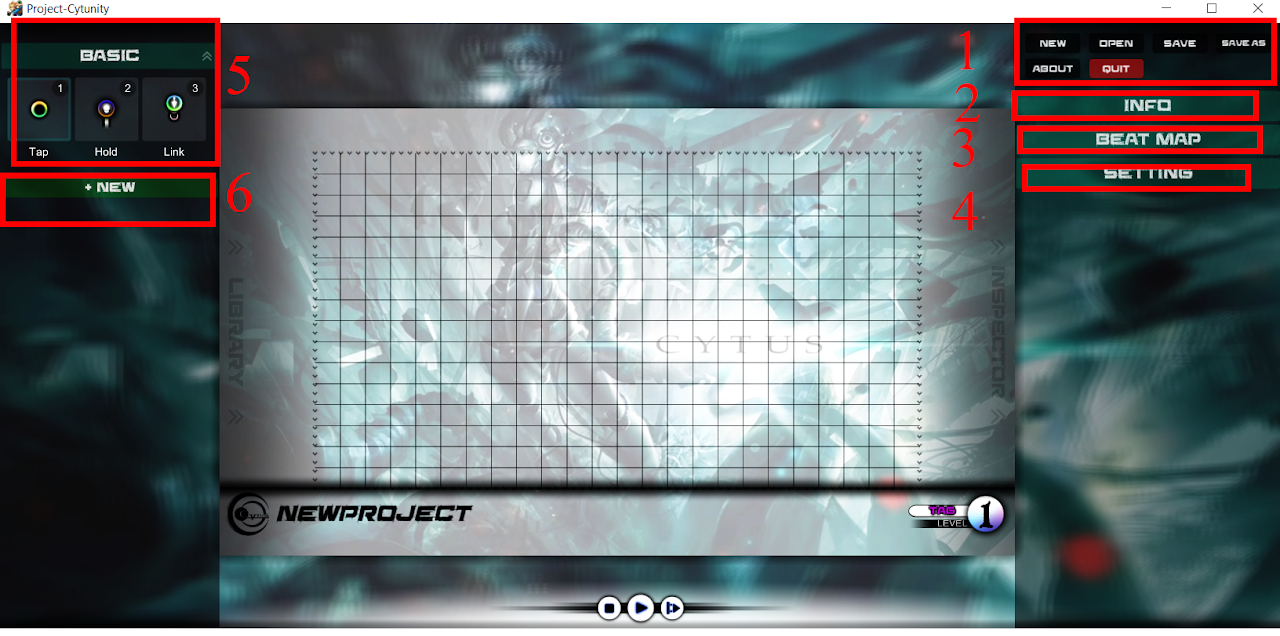 Project-Cytunity
BASIC
1 2 3
Tap Hold Link
+ NEW
5
6
1
2
3
4
NEW OPEN SAVE SAVE AS
ABOUT QUIT
INFO
BEAT MAP
SETTING
LIBRARY
INSPECTOR
CYTUS
NEWPROJECT
TAG
LEVEL
1